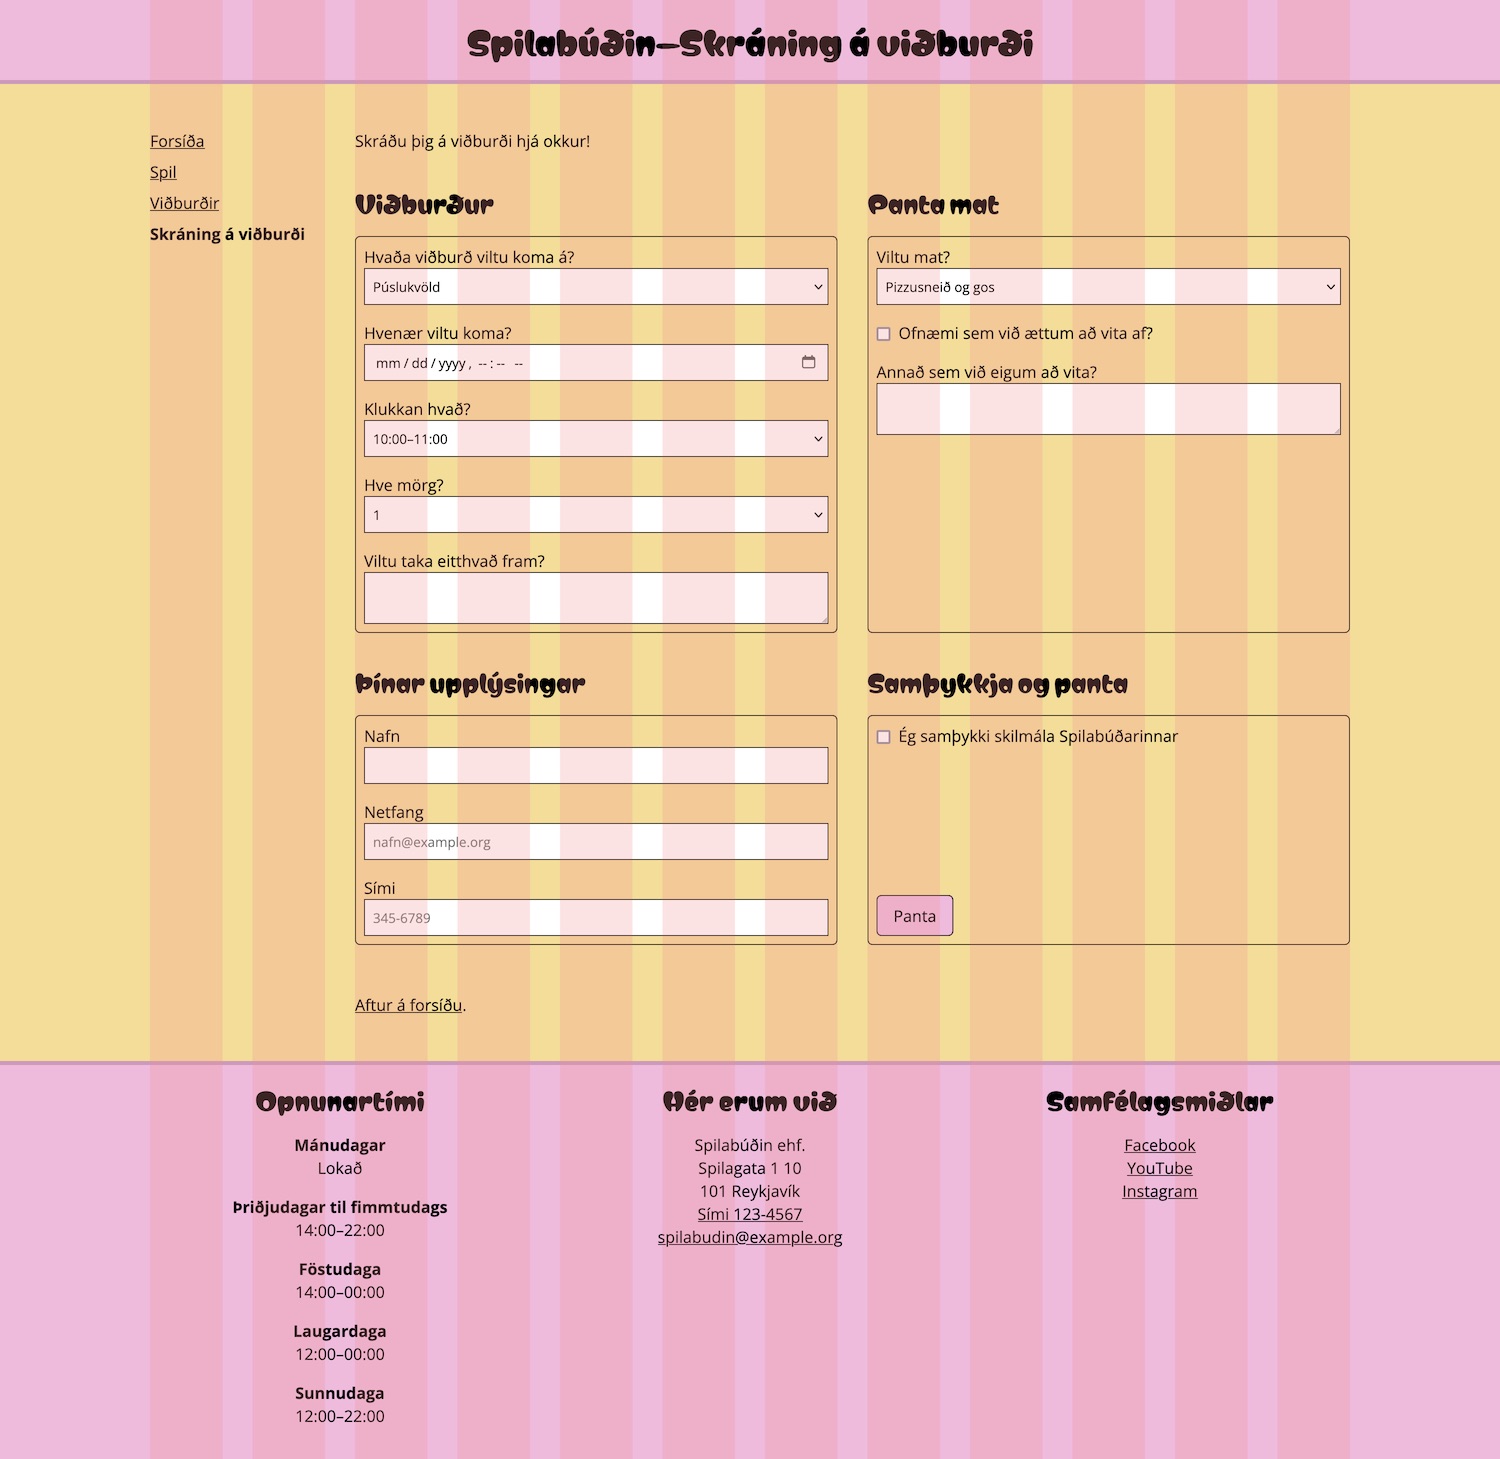 Spilabúðin—Skráning á viðburði
Forsíða
Spil
Viðburðir
Skráning á viðburði
Skráðu þig á viðburði hjá okkur!
Viðburður
Hvaða viðburð viltu koma á?
Púslukvöld
Hvenær viltu koma?
mm / dd / yyyy , -- : -- --
Klukkan hvað?
10:00–11:00
Hve mörg?
1
Viltu taka eitthvað fram?
Panta mat
Viltu mat?
Pizzusneið og gos
Ofnæmi sem við ættum að vita af?
Annað sem við eigum að vita?
Þínar upplýsingar
Nafn
Netfang
nafn@example.org
Sími
345-6789
Samþykkja og panta
Ég samþykki skilmála Spilabúðarinnar
Panta
Aftur á forsíðu.
Opnunartími
Mánudagar
Lokað
Þriðjudagar til fimmtudags
14:00–22:00
Föstudaga
14:00–00:00
Laugardaga
12:00–00:00
Sunnudaga
12:00–22:00
Hér erum við
Spilabúðin ehf.
Spilagata 1 10
101 Reykjavík
Sími 123-4567
spilabudin@example.org
Samfélagsmiðlar
Facebook
YouTube
Instagram